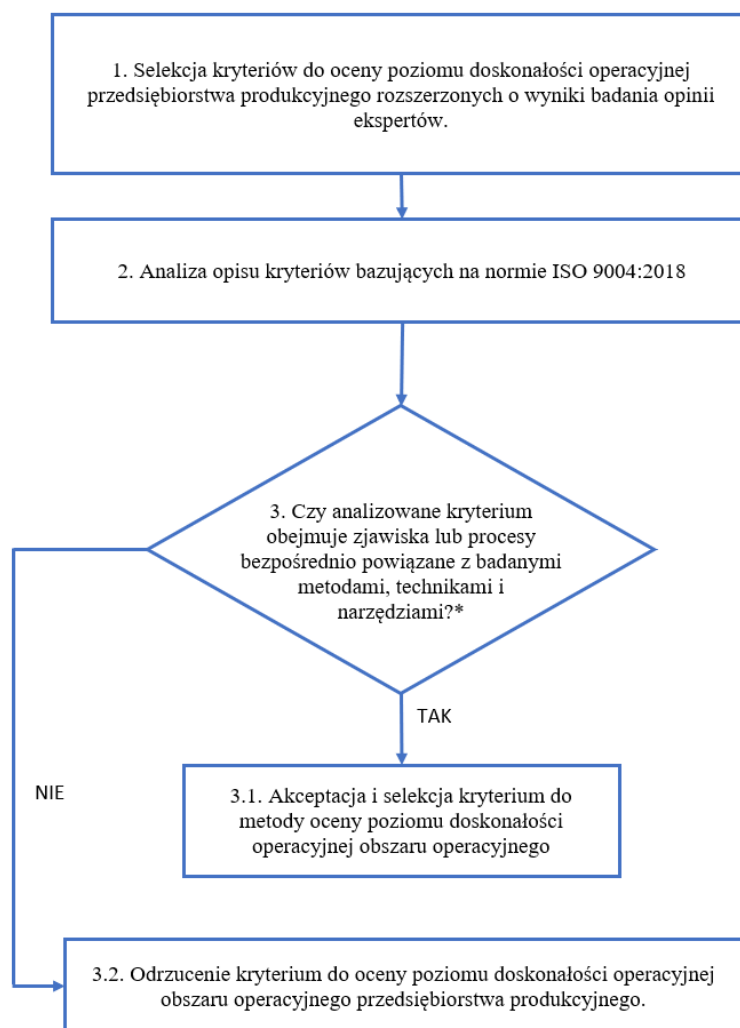 1. Selekcja kryteriów do oceny poziomu doskonałości operacyjnej
przedsiębiorstwa produkcyjnego rozszerzonych o wyniki badania opinii
ekspertów.
2. Analiza opisu kryteriów bazujących na normie ISO 9004:2018
3. Czy analizowane kryterium
obejmuje zjawiska lub procesy
bezpośrednio powiązane z badanymi
metodami, technikami i
narzędziami?*
TAK
NIE
3.1. Akceptacja i selekcja kryterium do
metody oceny poziomu doskonałości
operacyjnej obszaru operacyjnego
3.2. Odrzucenie kryterium do oceny poziomu doskonałości operacyjnej
obszaru operacyjnego przedsiębiorstwa produkcyjnego.